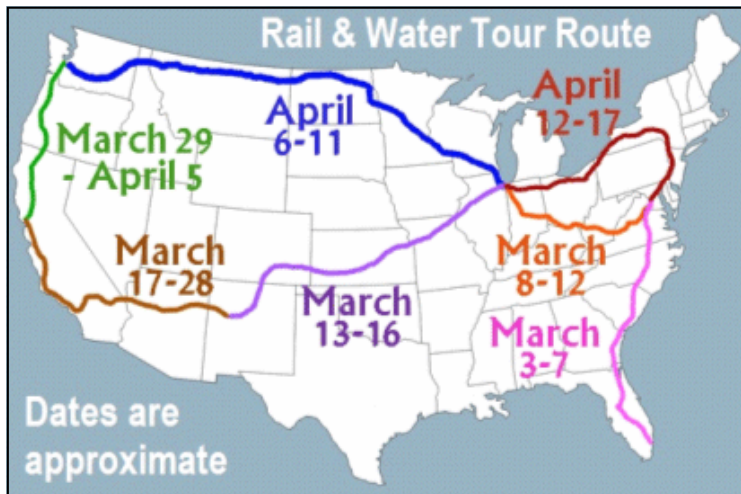 Rail & Water Tour Route
April
12-17
April
6-11
March 29
- April 5
March
17-28
March
8-12
March
13-16
March
3-7
Dates are
approximate